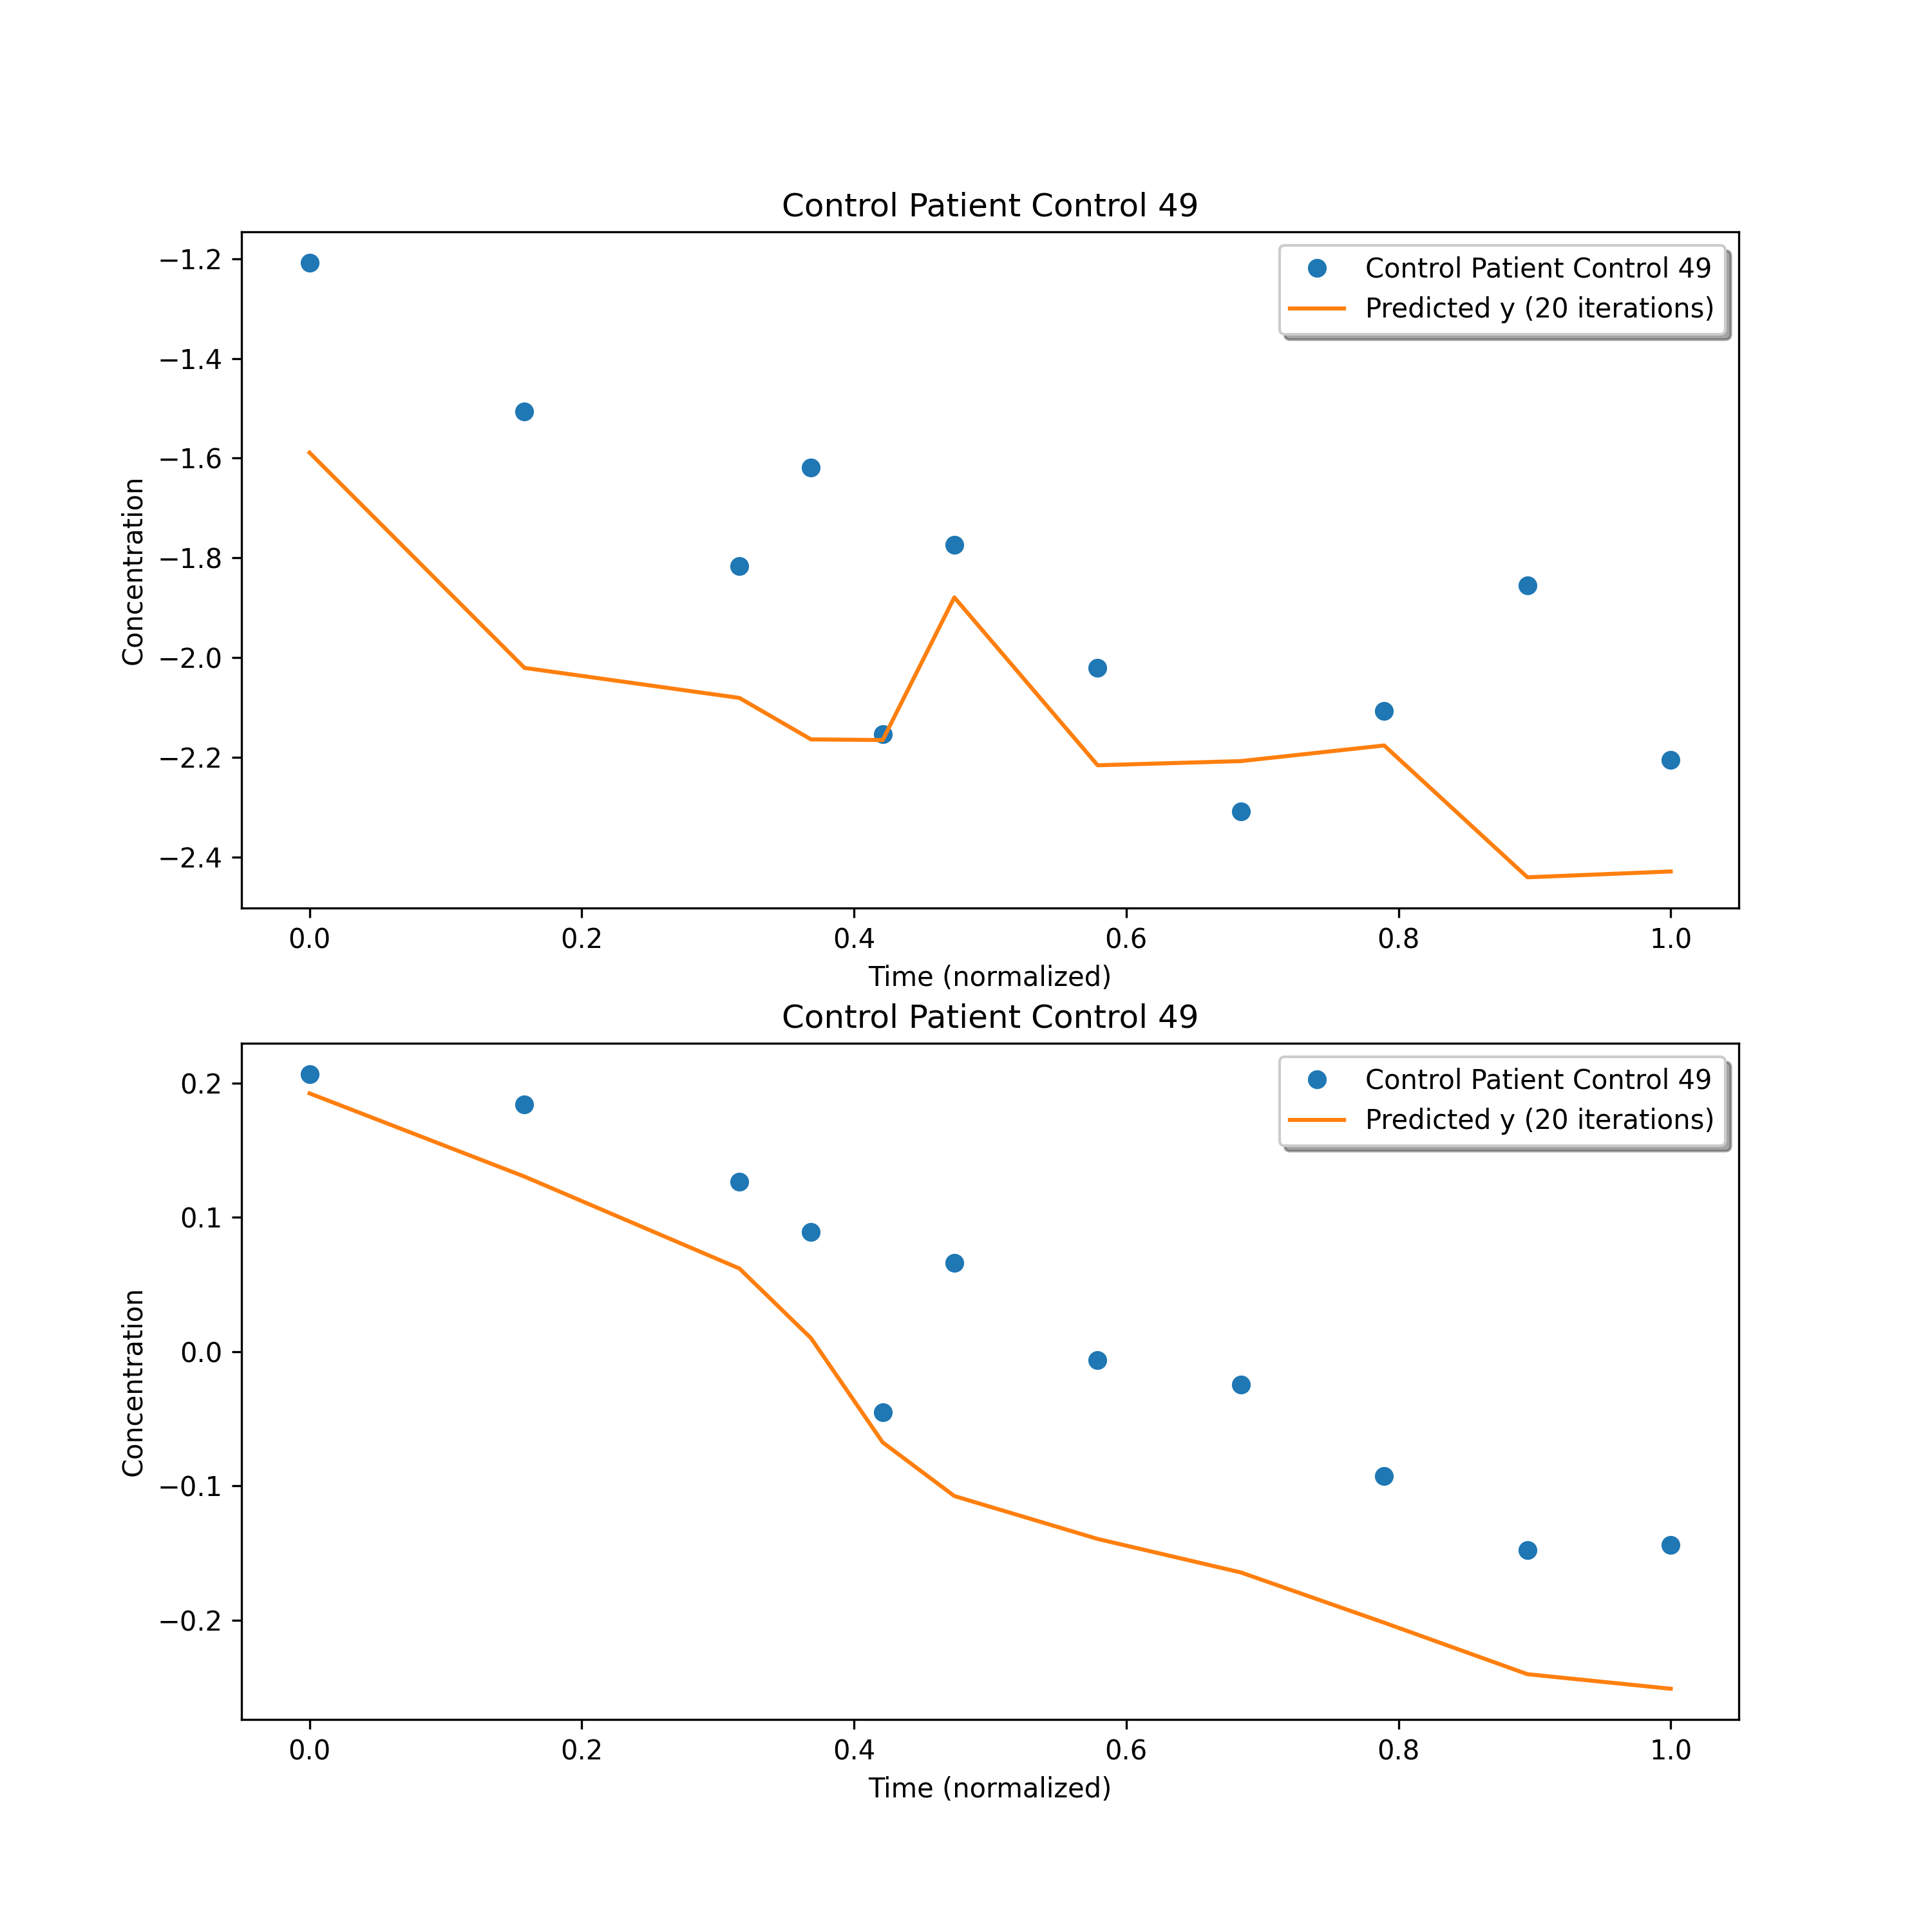 Control Patient Control 49
−1.2
−1.4
−1.6
−1.8
−2.0
−2.2
−2.4
Concentration
Control Patient Control 49
Predicted y (20 iterations)
0.0 0.2 0.4 0.6 0.8 1.0
Time (normalized)
Control Patient Control 49
0.2
0.1
0.0
−0.1
−0.2
Concentration
Control Patient Control 49
Predicted y (20 iterations)
0.0 0.2 0.4 0.6 0.8 1.0
Time (normalized)